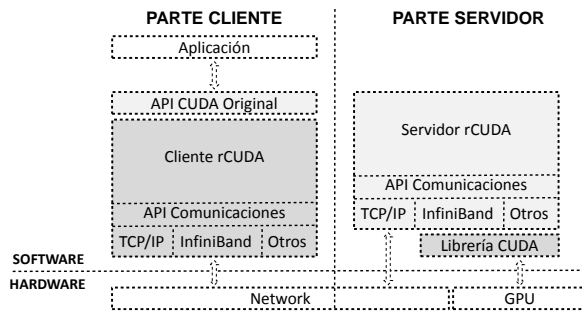 PARTE CLIENTE
PARTE SERVIDOR
Aplicación
API CUDA Original
Cliente rCUDA
API Comunicaciones
TCP/IP InfiniBand Otros
Servidor rCUDA
API Comunicaciones
TCP/IP InfiniBand Otros
Librería CUDA
SOFTWARE
HARDWARE
Network
GPU